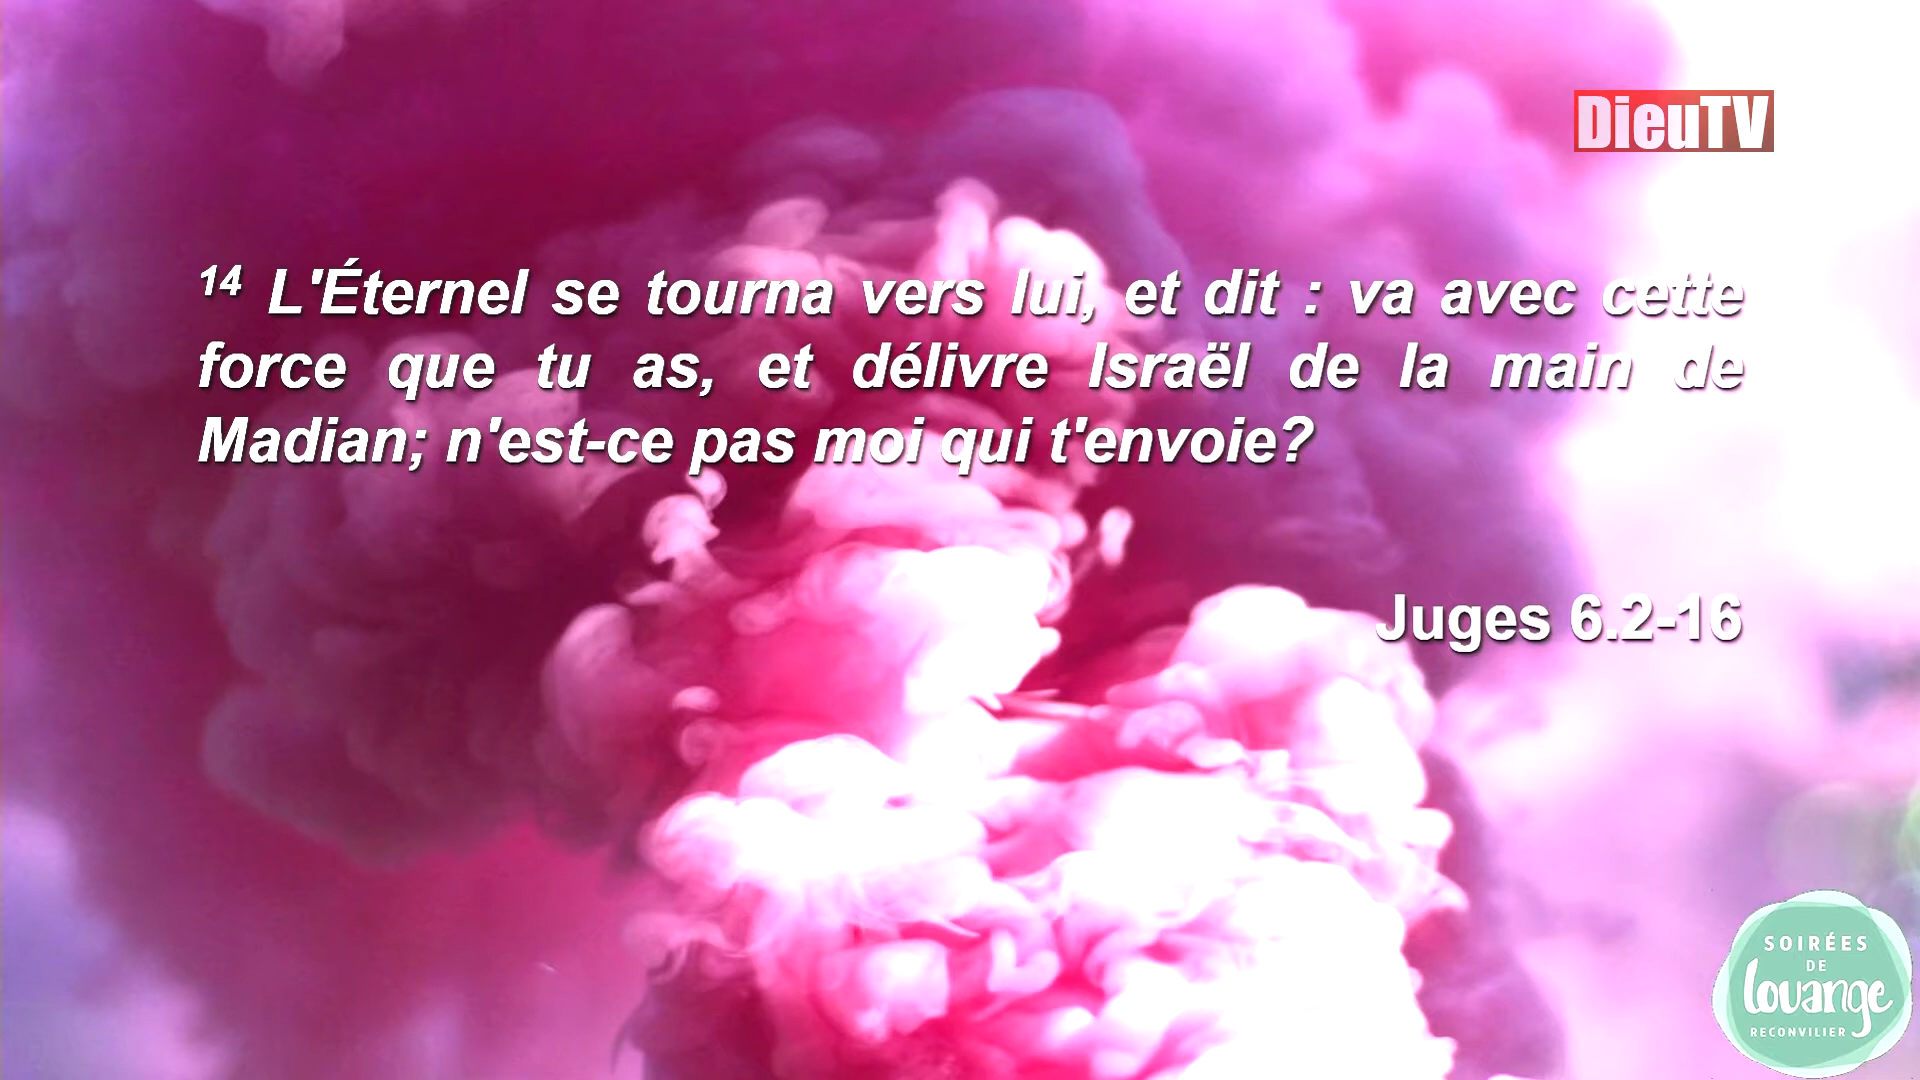 DieuTV
14 L'Éternel se tourna vers lui, et dit : va avec cette
force que tu as, et délivre Israël de la main de
Madian; n'est-ce pas moi qui t'envoie?
Juges 6.2-16
SOIRÉES
DE
louange
RECONVILIER